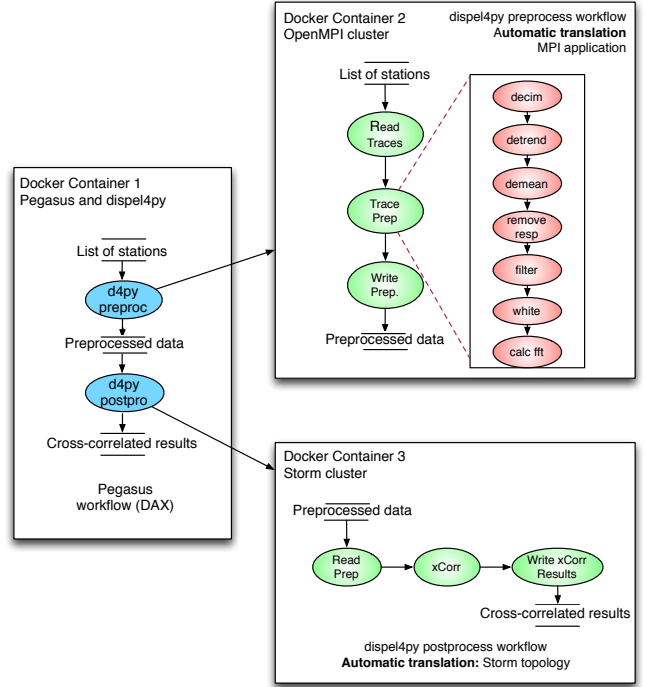 Docker Container 1
Pegasus and dispel4py
List of stations
d4py
preproc
Preprocessed data
d4py
postpro
Cross-correlated results
Pegasus
workflow (DAX)
Docker Container 2
OpenMPI cluster
dispel4py preprocess workflow
Automatic translation
MPI application
List of stations
Read
Traces
Trace
Prep
Write
Prep.
Preprocessed data
decim
detrend
demean
remove
resp
filter
white
calc fft
Docker Container 3
Storm cluster
Preprocessed data
Read
Prep
xCorr
Write xCorr
Results
Cross-correlated results
dispel4py postprocess workflow
Automatic translation: Storm topology